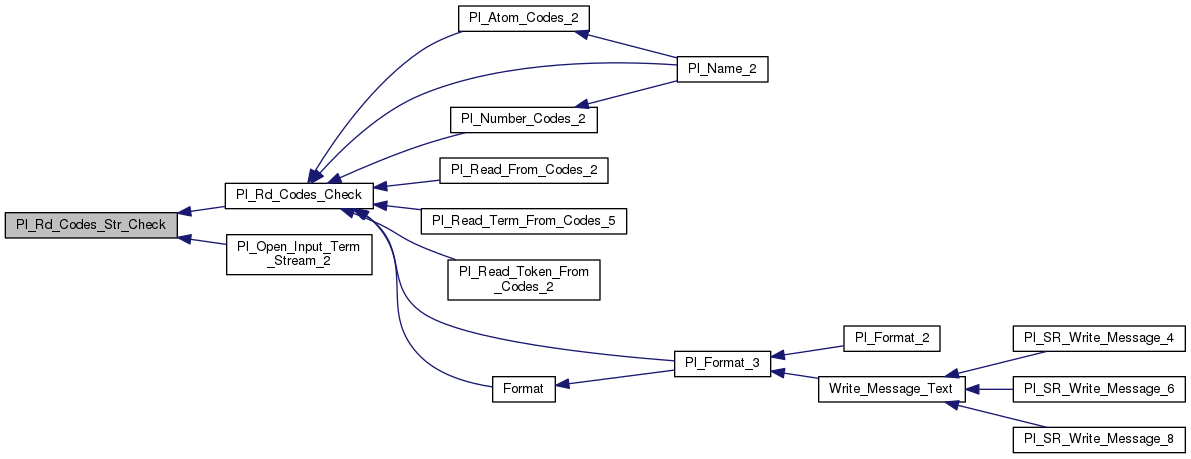 Pl_Atom_Codes_2
Pl_Name_2
Pl_Number_Codes_2
Pl_Read_From_Codes_2
Pl_Rd_Codes_Check
Pl_Read_Term_From_Codes_5
Pl_Rd_Codes_Str_Check
Pl_Open_Input_Term
_Stream_2
Pl_Read_Token_From
_Codes_2
Pl_Format_2
Pl_SR_Write_Message_4
Pl_Format_3
Format
Write_Message_Text
Pl_SR_Write_Message_6
Pl_SR_Write_Message_8